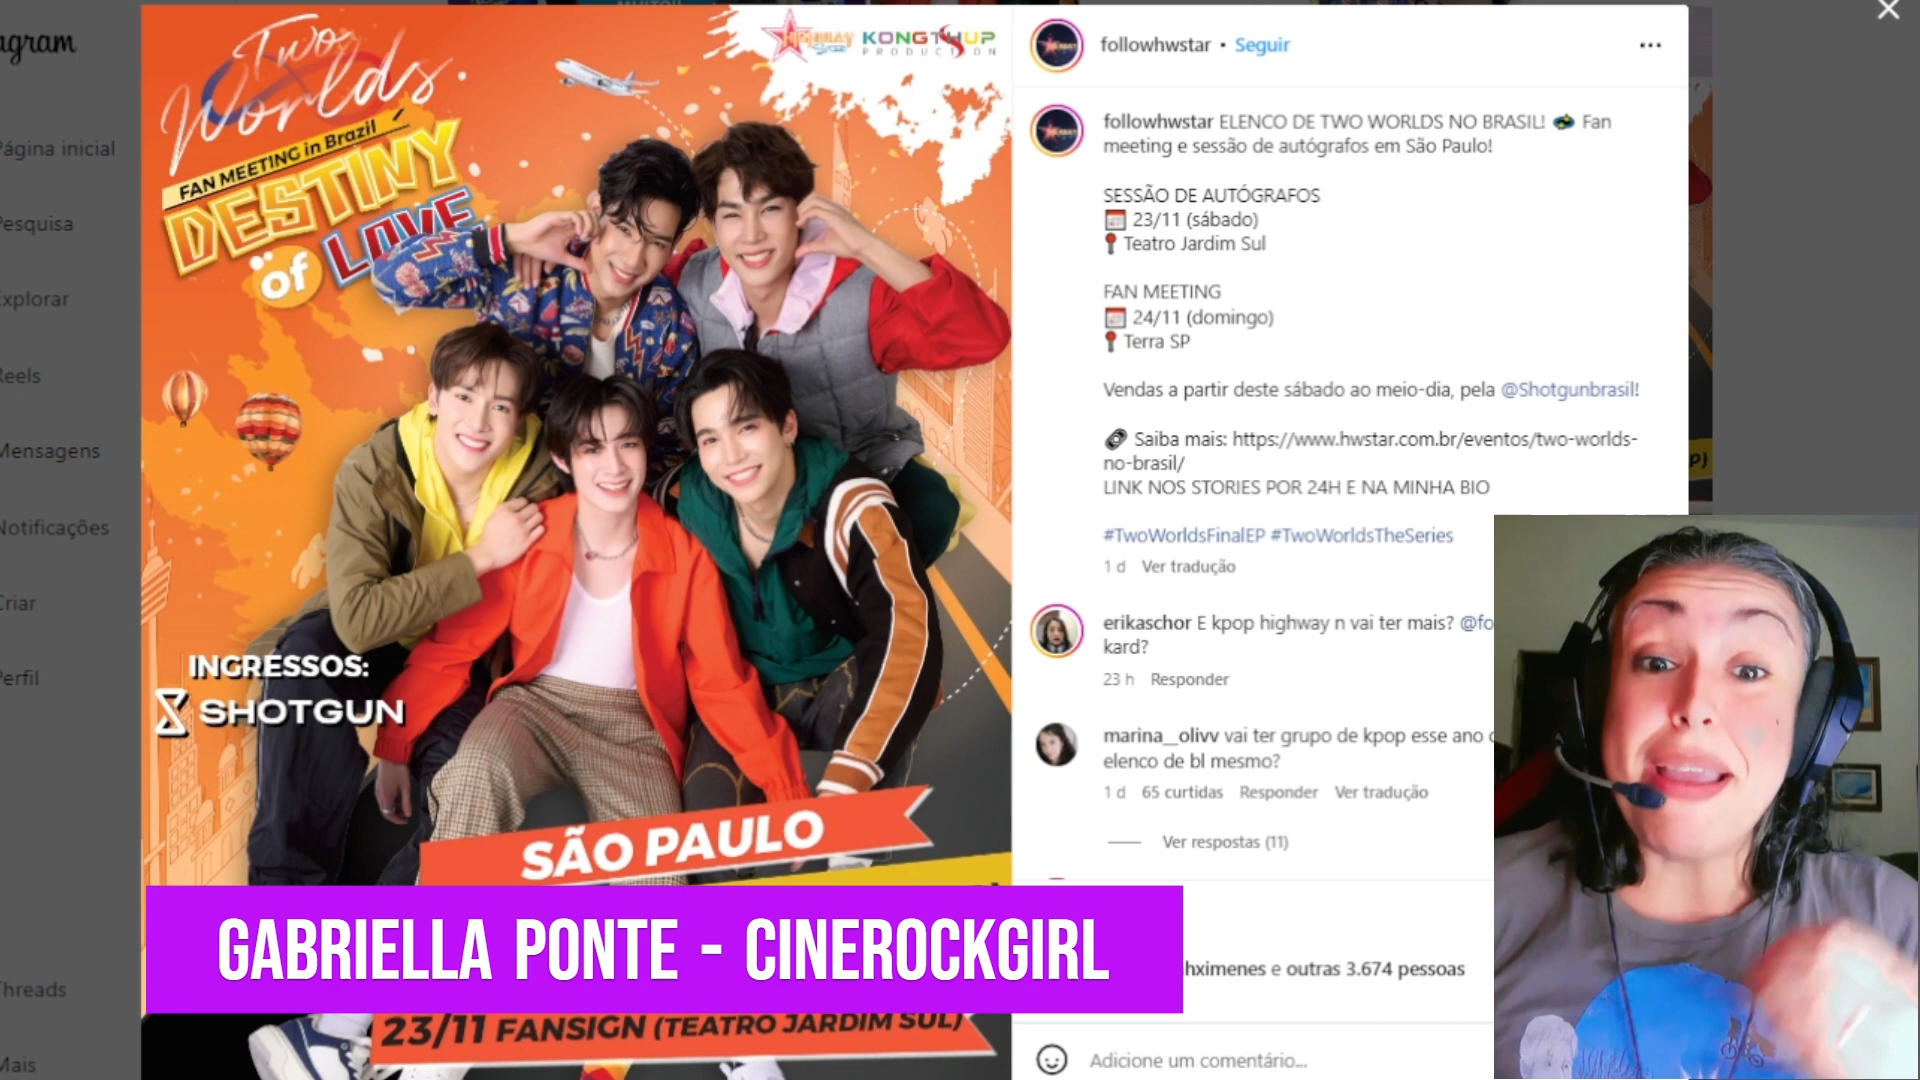 agram
Página inicial
Pesquisa
Explorar
Reels
Mensagens
Notificações
Criar
Perfil
Threads
Mais
Two
Worlds
FAN MEETING in Brazil
DESTINY
of LOVE
HIGHWAY
Star
KONGTHUP
PRODUCTION
INGRESSOS:
SHOTGUN
SÃO PAULO
23/11 FANSIGN (TEATRO JARDIM SUL)
GABRIELLA PONTE - CINEROCKGIRL
followhwstar • Seguir
followhwstar ELENCO DE TWO WORLDS NO BRASIL! Fan
meeting e sessão de autógrafos em São Paulo!
SESSÃO DE AUTÓGRAFOS
23/11 (sábado)
Teatro Jardim Sul
FAN MEETING
24/11 (domingo)
Terra SP
Vendas a partir deste sábado ao meio-dia, pela @Shotgunbrasil!
Saiba mais: https://www.hwstar.com.br/eventos/two-worlds-
no-brasil/
LINK NOS STORIES POR 24H E NA MINHA BIO
#TwoWorldsFinalEP #TwoWorldsTheSeries
1 d Ver tradução
erikaschor E kpop highway n vai ter mais? @fo
kard?
23 h Responder
marina__olivv vai ter grupo de kpop esse ano
elenco de bl mesmo?
1 d 65 curtidas Responder Ver tradução
Ver respostas (11)
hximenes e outras 3.674 pessoas
Adicione um comentário...
P)